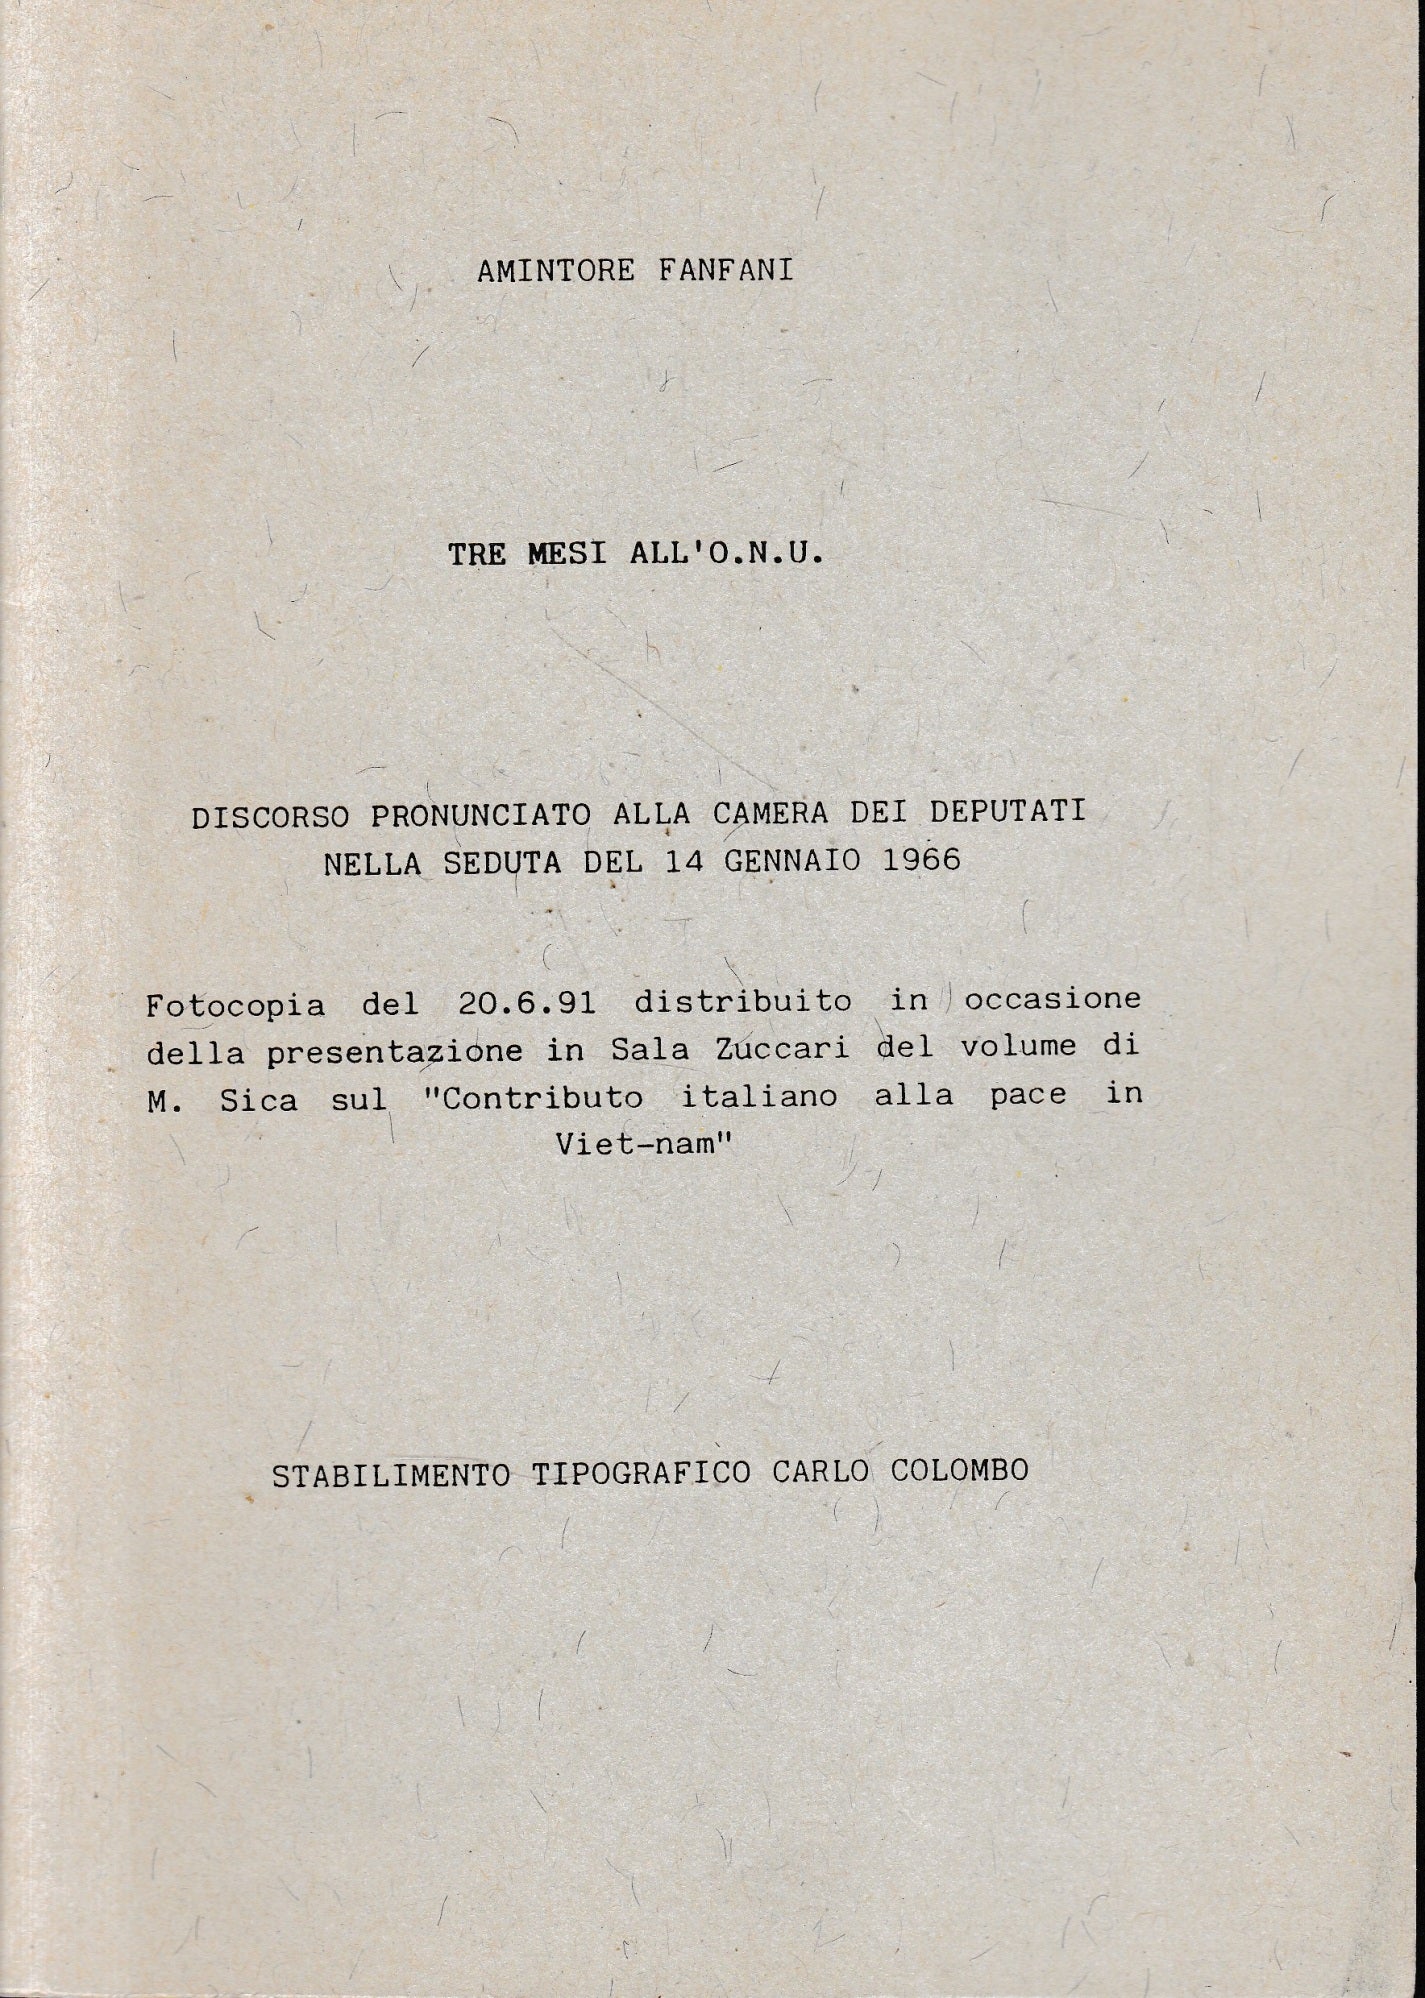 AMINTORE FANFANI
TRE MESI ALL'O.N.U.
DISCORSO PRONUNCIATO ALLA CAMERA DEI DEPUTATI
NELLA SEDUTA DEL 14 GENNAIO 1966
Fotocopia del 20.6.91 distribuito in occasione
della presentazione in Sala Zuccari del volume di
M. Sica sul "Contributo italiano alla pace in
Viet-nam"
STABILIMENTO TIPOGRAFICO CARLO COLOMBO